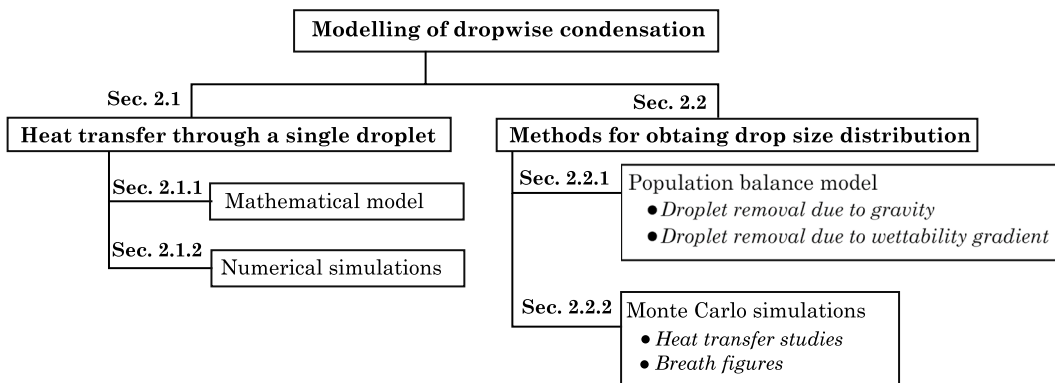 Modelling of dropwise condensation
Sec. 2.1
Heat transfer through a single droplet
Sec. 2.1.1
Mathematical model
Sec. 2.1.2
Numerical simulations
Sec. 2.2
Methods for obtaing drop size distribution
Sec. 2.2.1
Population balance model
● Droplet removal due to gravity
● Droplet removal due to wettability gradient
Sec. 2.2.2
Monte Carlo simulations
● Heat transfer studies
● Breath figures